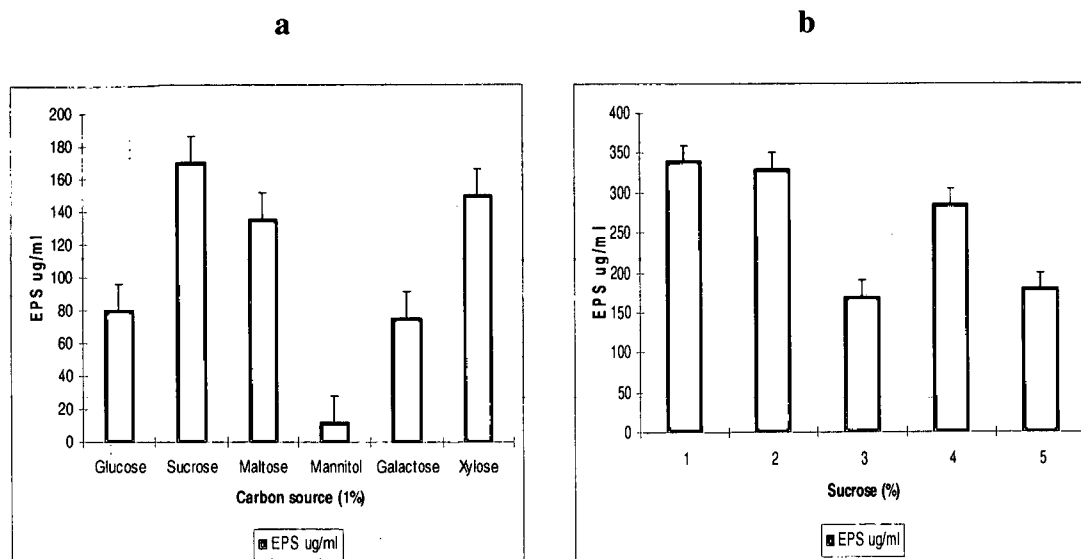 a
200
180
160
140
120
100
80
60
40
20
0
EPS ug/ml
Glucose Sucrose Maltose Mannitol Galactose Xylose
Carbon source (1%)
EPS ug/ml
b
400
350
300
250
200
150
100
50
0
EPS ug/ml
1 2 3 4 5
Sucrose (%)
EPS ug/ml